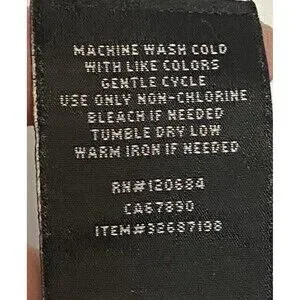 MACHINE WASH COLD
WITH LIKE COLORS
GENTLE CYCLE
USE ONLY NON-CHLORINE
BLEACH IF NEEDED
TUMBLE DRY LOW
WARM IRON IF NEEDED
RN#120684
CA67890
ITEM#32687198